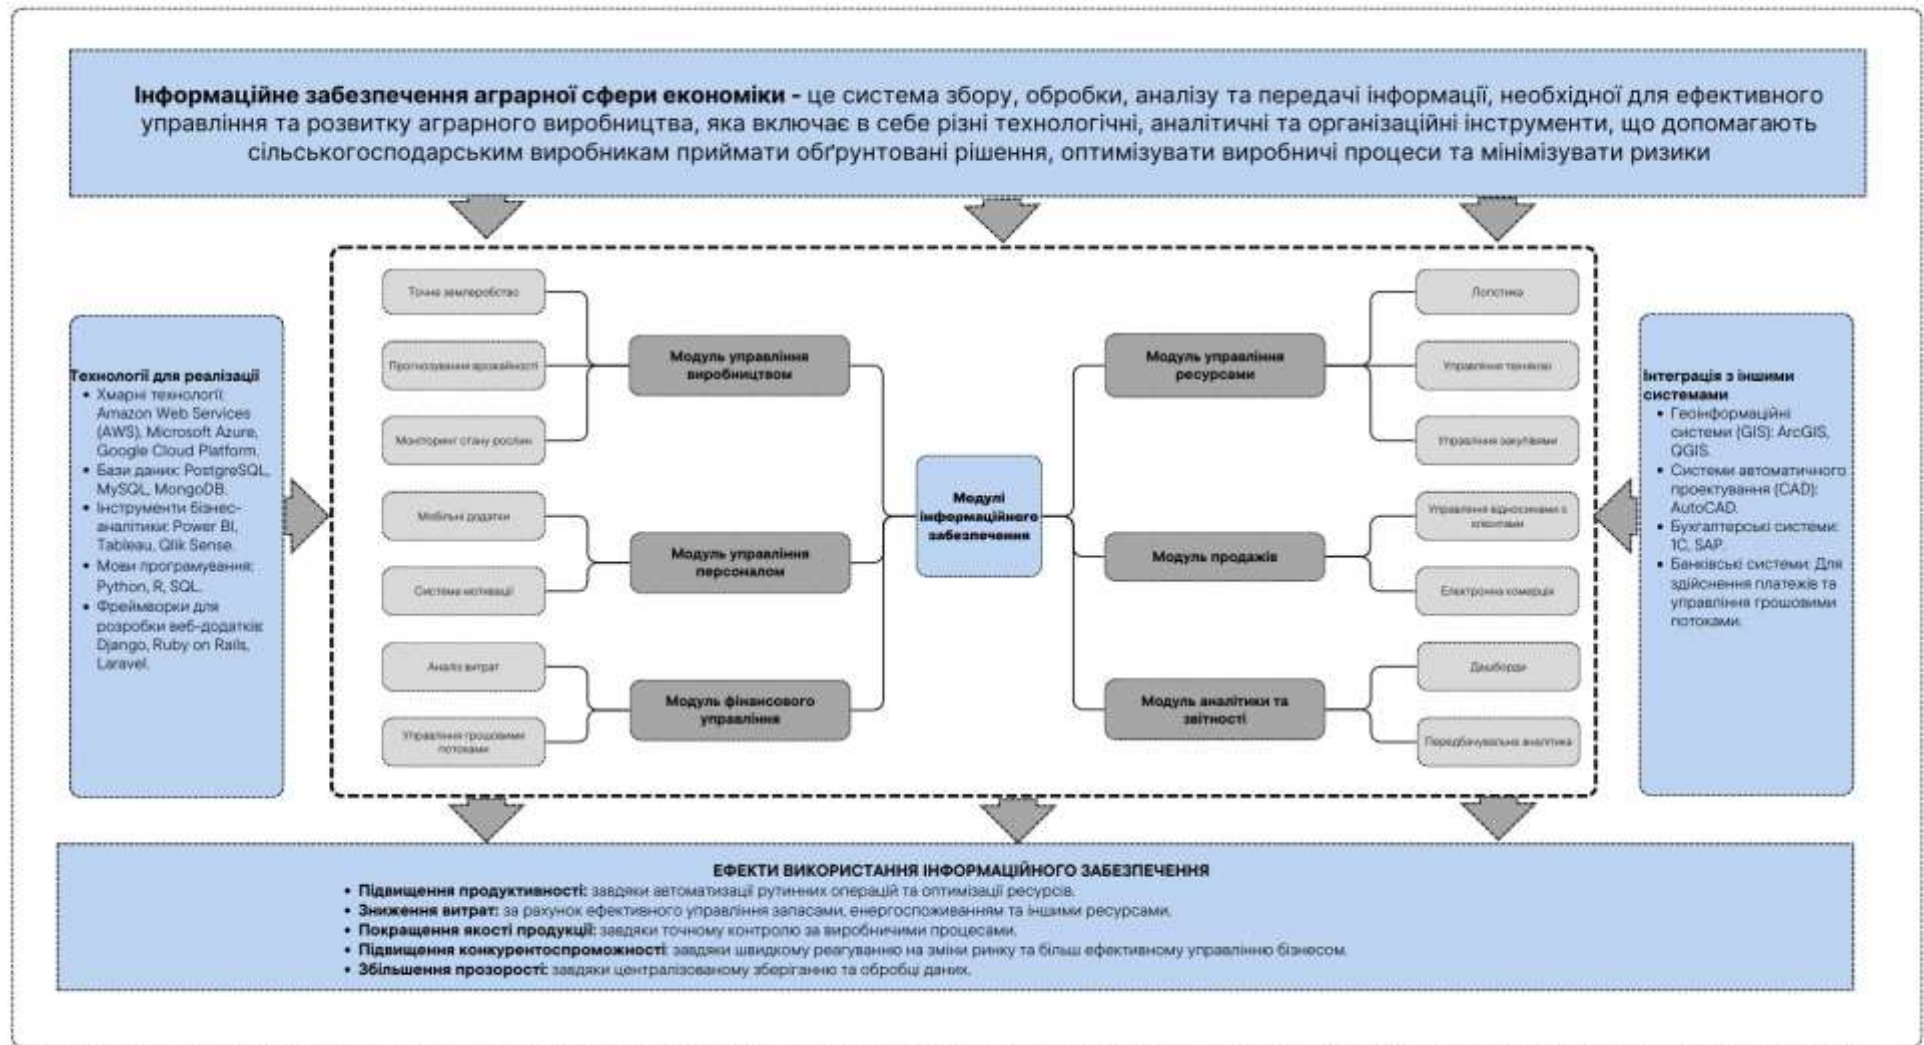 Інформаційне забезпечення аграрної сфери економіки - це система збору, обробки, аналізу та передачі інформації, необхідної для ефективного
управління та розвитку аграрного виробництва, яка включає в себе різні технологічні, аналітичні та організаційні інструменти, що допомагають
сільськогосподарським виробникам приймати обґрунтовані рішення, оптимізувати виробничі процеси та мінімізувати ризики
Технології для реалізації
• Хмарні технології:
Amazon Web Services
(AWS), Microsoft Azure,
Google Cloud Platform.
• Бази даних: PostgreSQL,
MySQL, MongoDB.
• Інструменти бізнес-
аналітики: Power BI,
Tableau, Qlik Sense.
• Мови програмування:
Python, R, SQL.
• Фреймворки для
розробки веб-додатків:
Django, Ruby on Rails,
Laravel.
Точне землеробство
Прогнозування врожайності
Моніторинг стану рослин
Модуль управління
виробництвом
Мобільні додатки
Система мотивації
Модуль управління
персоналом
Аналіз витрат
Управління грошовими
потоками
Модуль фінансового
управління
Модулі
інформаційного
забезпечення
Модуль управління
ресурсами
Логістика
Управління технікою
Управління закупівлями
Модуль продажів
Управління відносинами з
клієнтами
Електронна комерція
Модуль аналітики та
звітності
Дашборди
Передбачувальна аналітика
Інтеграція з іншими
системами
• Геоінформаційні
системи (GIS): ArcGIS,
QGIS.
• Системи автоматичного
проектування (CAD):
AutoCAD.
• Бухгалтерські системи:
1C, SAP.
• Банківські системи: Для
здійснення платежів та
управління грошовими
потоками.
ЕФЕКТИ ВИКОРИСТАННЯ ІНФОРМАЦІЙНОГО ЗАБЕЗПЕЧЕННЯ
• Підвищення продуктивності: завдяки автоматизації рутинних операцій та оптимізації ресурсів.
• Зниження витрат: за рахунок ефективного управління запасами, енергоспоживанням та іншими ресурсами.
• Покращення якості продукції: завдяки точному контролю за виробничими процесами.
• Підвищення конкурентоспроможності: завдяки швидкому реагуванню на зміни ринку та більш ефективному управлінню бізнесом.
• Збільшення прозорості: завдяки централізованому зберіганню та обробці даних.